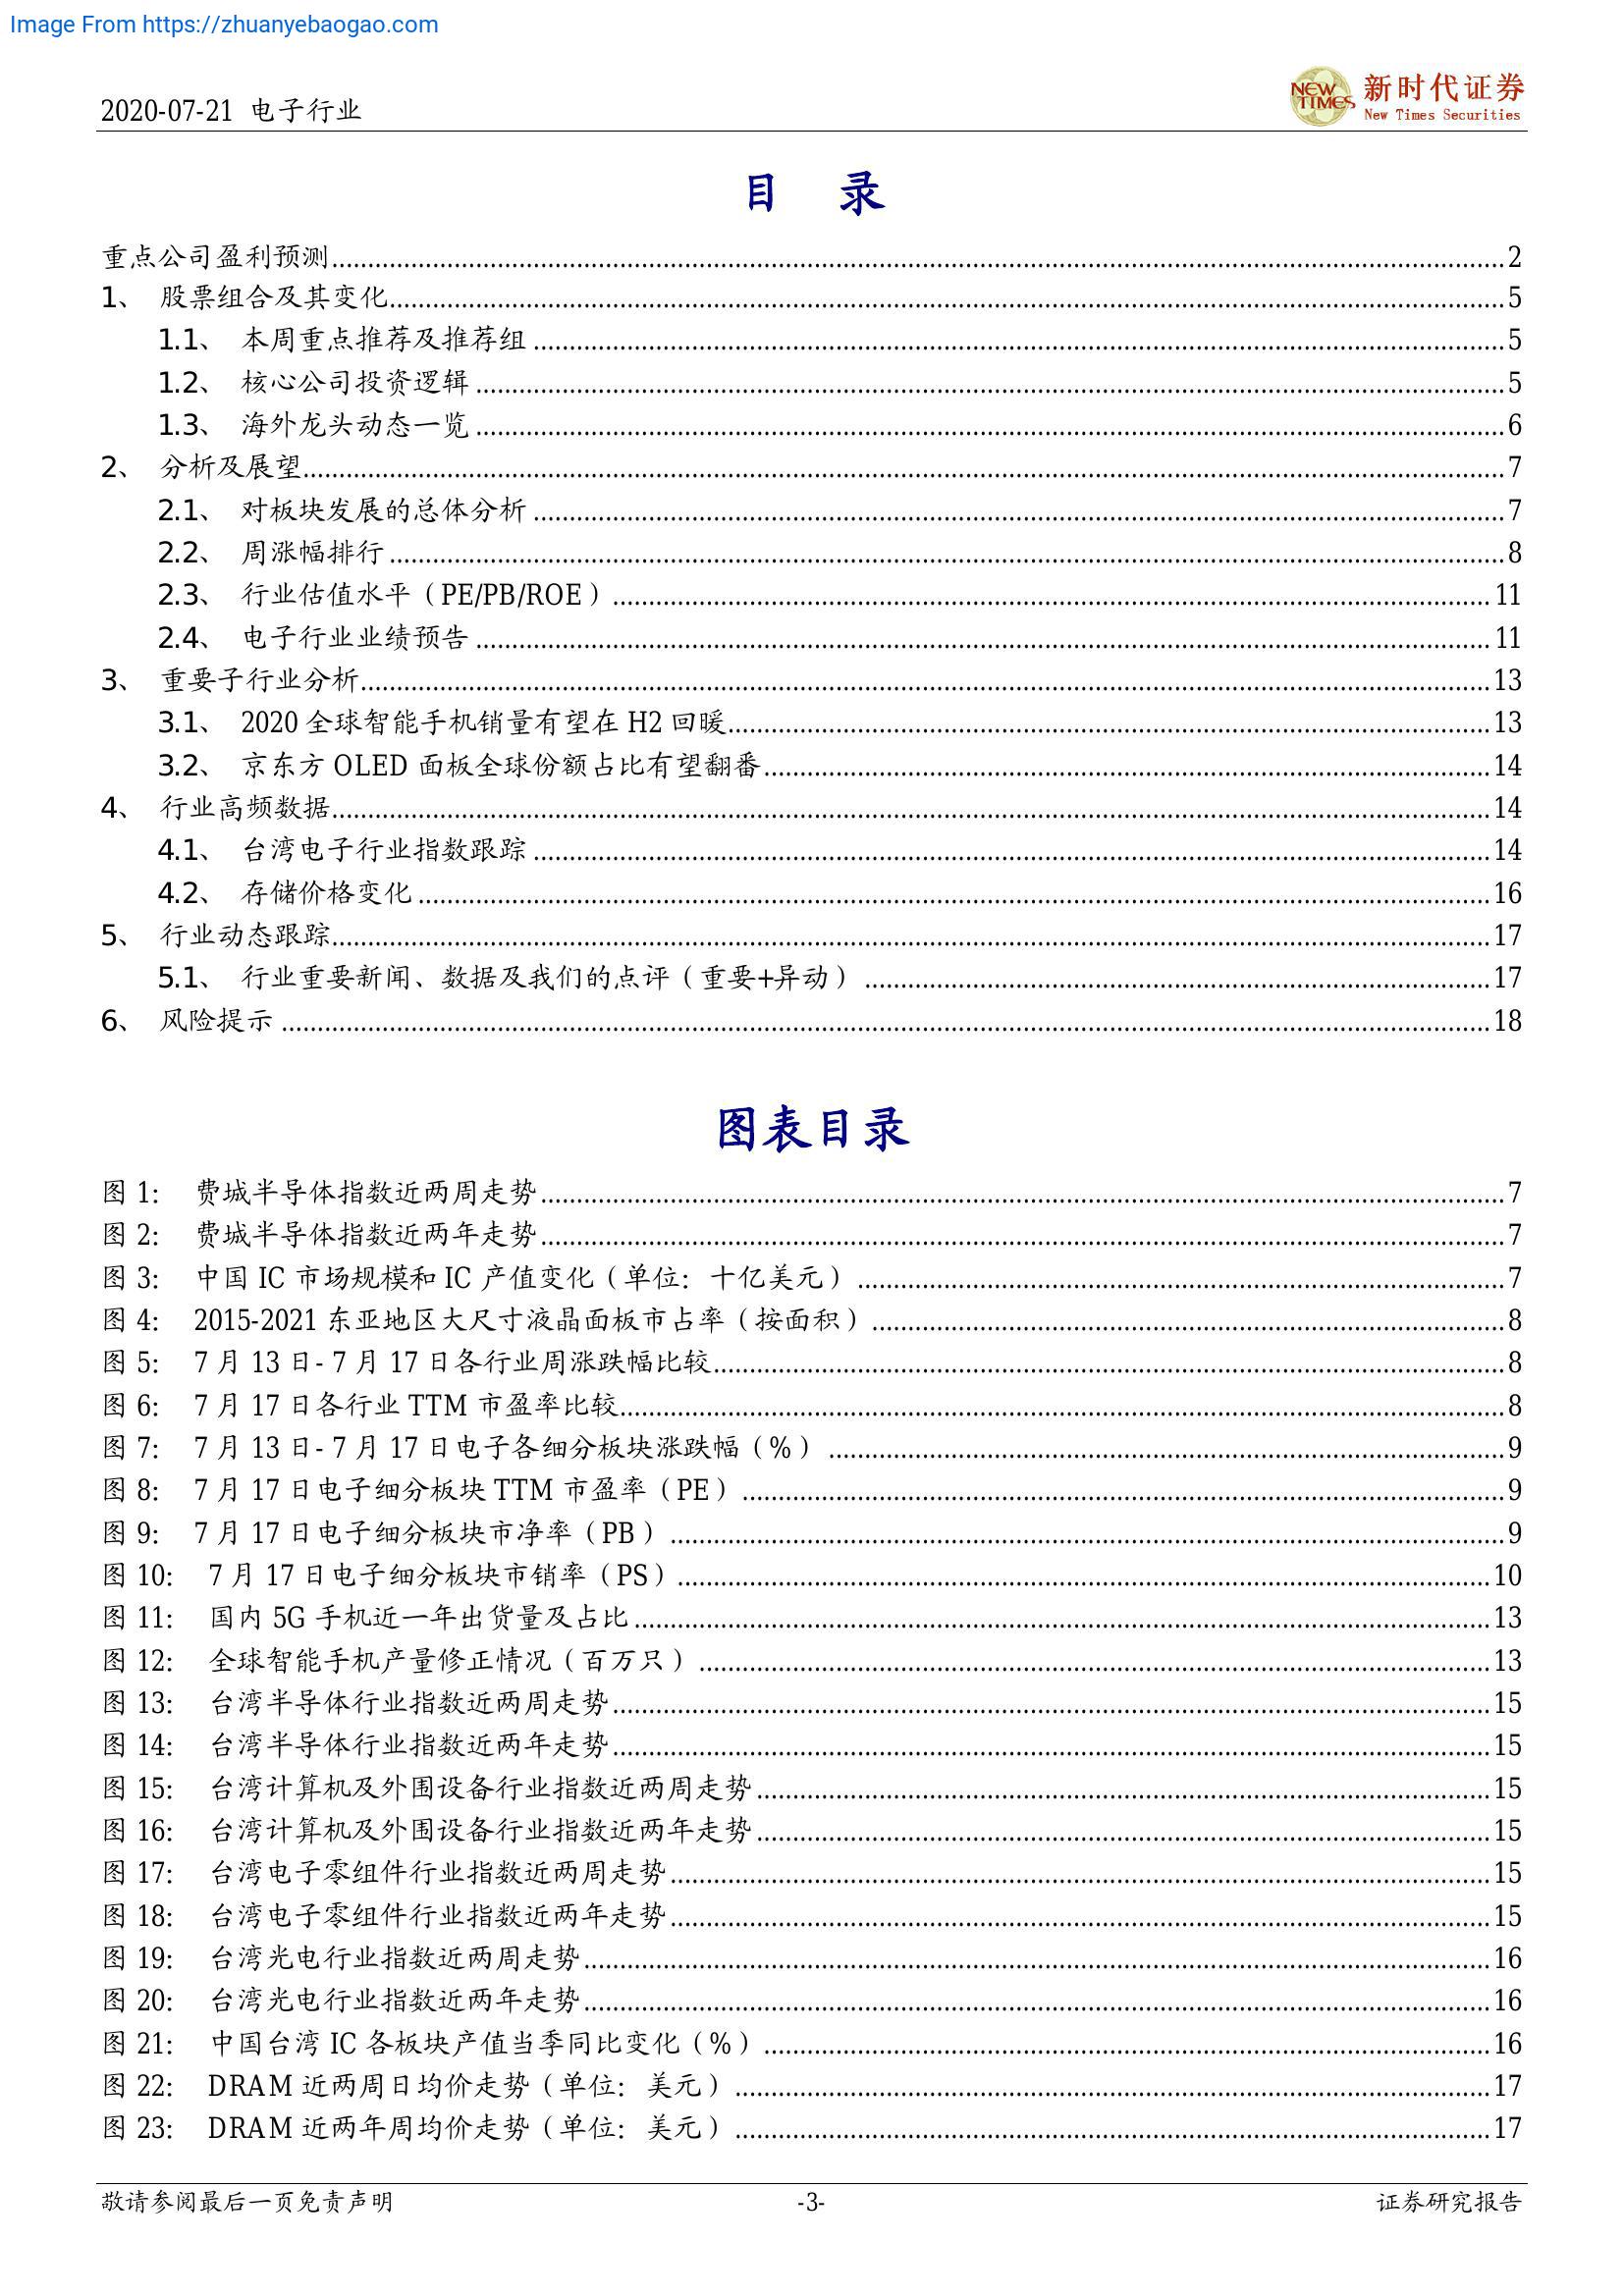 Image From https://zhuanyebaogao.com
2020-07-21 电子行业
NEW TIMES
新时代证券
New Times Securities
目 录
重点公司盈利预测 2
1、 股票组合及其变化 5
1.1、 本周重点推荐及推荐组 5
1.2、 核心公司投资逻辑 5
1.3、 海外龙头动态一览 6
2、 分析及展望 7
2.1、 对板块发展的总体分析 7
2.2、 周涨幅排行 8
2.3、 行业估值水平（PE/PB/ROE） 11
2.4、 电子行业业绩预告 11
3、 重要子行业分析 13
3.1、 2020 全球智能手机销量有望在 H2 回暖 13
3.2、 京东方 OLED 面板全球份额占比有望翻番 14
4、 行业高频数据 14
4.1、 台湾电子行业指数跟踪 14
4.2、 存储价格变化 16
5、 行业动态跟踪 17
5.1、 行业重要新闻、数据及我们的点评（重要+异动） 17
6、 风险提示 18
图表目录
图 1: 费城半导体指数近两周走势 7
图 2: 费城半导体指数近两年走势 7
图 3: 中国 IC 市场规模和 IC 产值变化（单位：十亿美元） 7
图 4: 2015-2021 东亚地区大尺寸液晶面板市占率（按面积） 8
图 5: 7 月 13 日- 7 月 17 日各行业周涨跌幅比较 8
图 6: 7 月 17 日各行业 TTM 市盈率比较 8
图 7: 7 月 13 日- 7 月 17 日电子各细分板块涨跌幅（%） 9
图 8: 7 月 17 日电子细分板块 TTM 市盈率（PE） 9
图 9: 7 月 17 日电子细分板块市净率（PB） 9
图 10: 7 月 17 日电子细分板块市销率（PS） 10
图 11: 国内 5G 手机近一年出货量及占比 13
图 12: 全球智能手机产量修正情况（百万只） 13
图 13: 台湾半导体行业指数近两周走势 15
图 14: 台湾半导体行业指数近两年走势 15
图 15: 台湾计算机及外围设备行业指数近两周走势 15
图 16: 台湾计算机及外围设备行业指数近两年走势 15
图 17: 台湾电子零组件行业指数近两周走势 15
图 18: 台湾电子零组件行业指数近两年走势 15
图 19: 台湾光电行业指数近两周走势 16
图 20: 台湾光电行业指数近两年走势 16
图 21: 中国台湾 IC 各板块产值当季同比变化（%） 16
图 22: DRAM 近两周日均价走势（单位：美元） 17
图 23: DRAM 近两年周均价走势（单位：美元） 17
敬请参阅最后一页免责声明 -3- 证券研究报告